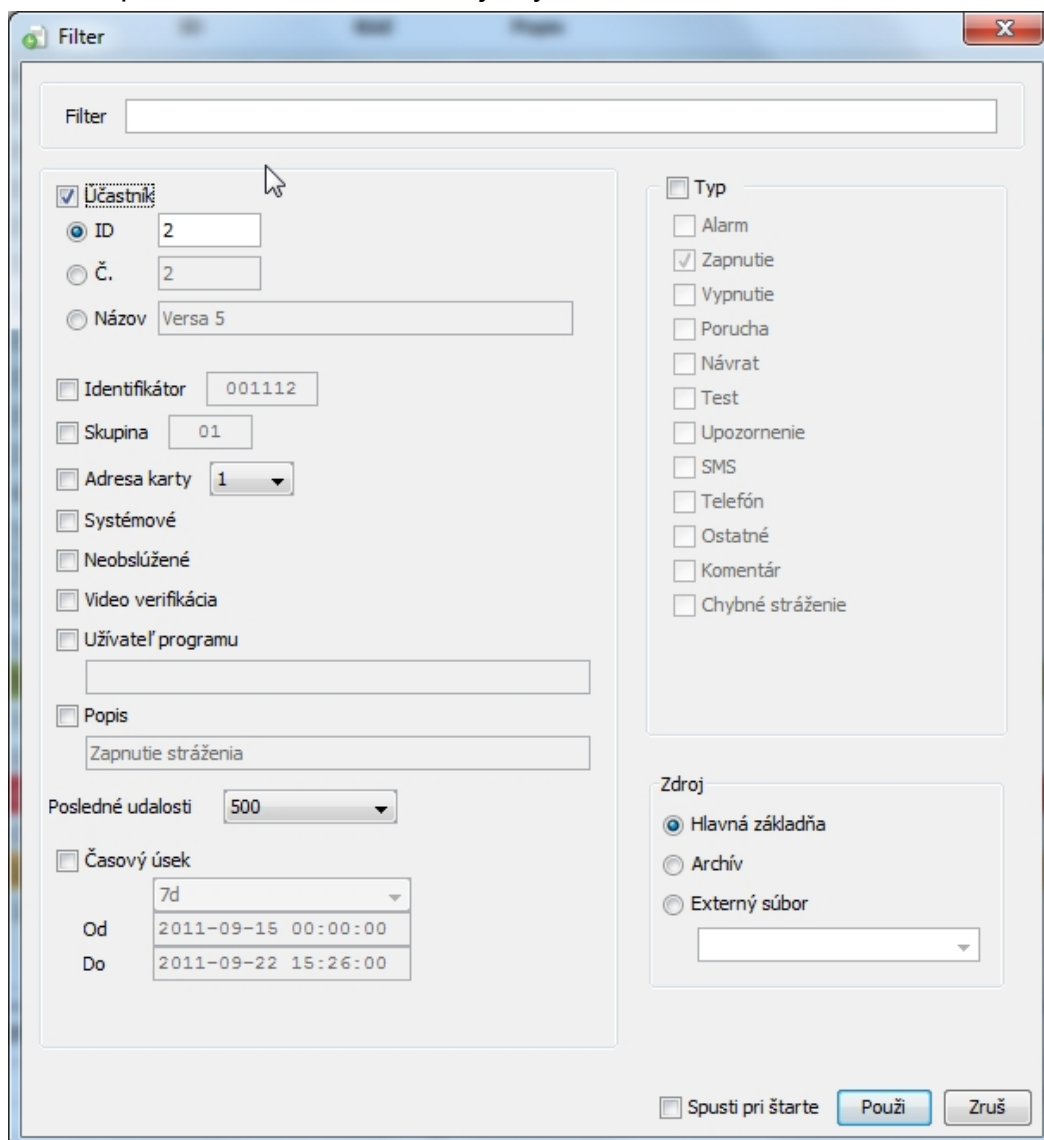 Filter
Filter
Účastník
ID 2
Č. 2
Názov Versa 5
Identifikátor 001112
Skupina 01
Adresa karty 1
Systémové
Neobslúžené
Video verifikácia
Užívateľ programu
Popis
Zapnutie stráženia
Posledné udalosti 500
Časový úsek
7d
Od 2011-09-15 00:00:00
Do 2011-09-22 15:26:00
Typ
Alarm
Zapnutie
Vypnutie
Porucha
Návrat
Test
Upozornenie
SMS
Telefón
Ostatné
Komentár
Chybné stráženie
Zdroj
Hlavná základňa
Archív
Externý súbor
Spusti pri štarte Použi Zruš